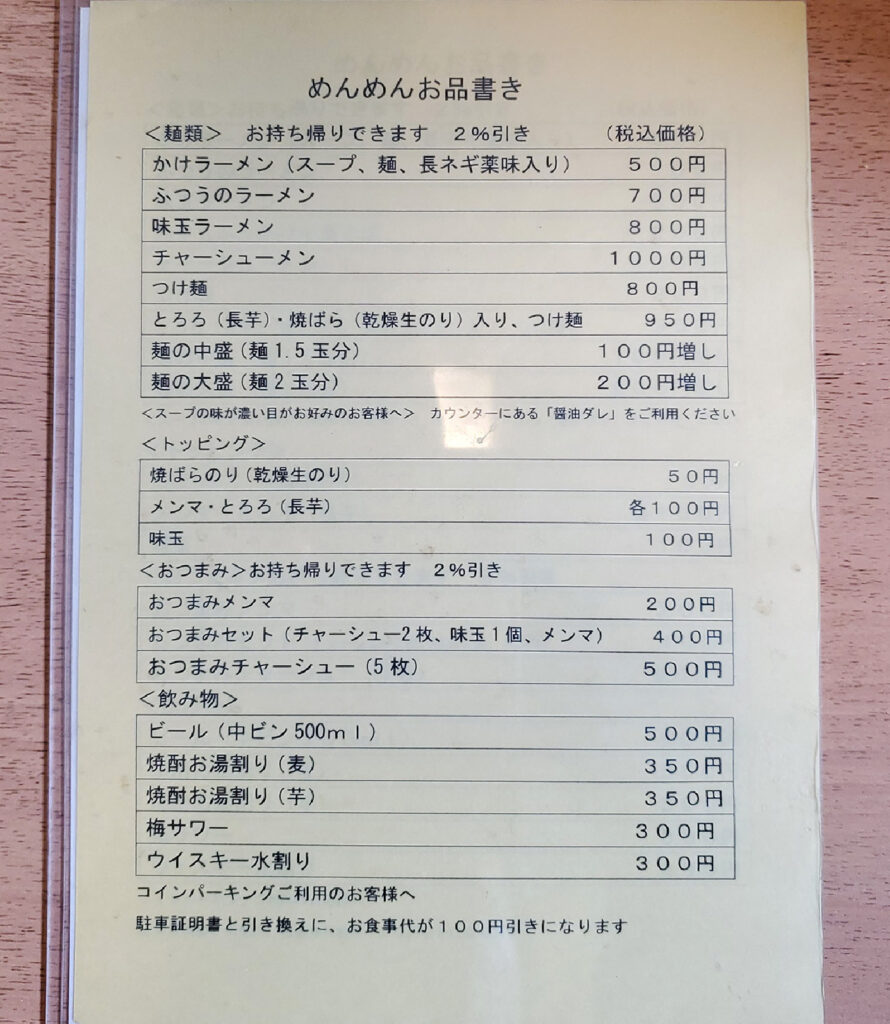 めんめんお品書き
＜麺類＞　お持ち帰りできます　２％引き　　　（税込価格）
かけラーメン（スープ、麺、長ネギ薬味入り）　５００円
ふつうのラーメン　７００円
味玉ラーメン　８００円
チャーシューメン　１０００円
つけ麺　８００円
とろろ（長芋）・焼ばら（乾燥生のり）入り、つけ麺　９５０円
麺の中盛（麺１.５玉分）　１００円増し
麺の大盛（麺２玉分）　２００円増し
＜スープの味が濃い目がお好みのお客様へ＞　カウンターにある「醤油ダレ」をご利用ください
＜トッピング＞
焼ばらのり（乾燥生のり）　５０円
メンマ・とろろ（長芋）　各１００円
味玉　１００円
＜おつまみ＞お持ち帰りできます　２％引き
おつまみメンマ　２００円
おつまみセット（チャーシュー2枚、味玉１個、メンマ）　４００円
おつまみチャーシュー（５枚）　５００円
＜飲み物＞
ビール（中ビン500ｍｌ）　５００円
焼酎お湯割り（麦）　３５０円
焼酎お湯割り（芋）　３５０円
梅サワー　３００円
ウイスキー水割り　３００円
コインパーキングご利用のお客様へ
駐車証明書と引き換えに、お食事代が１００円引きになります